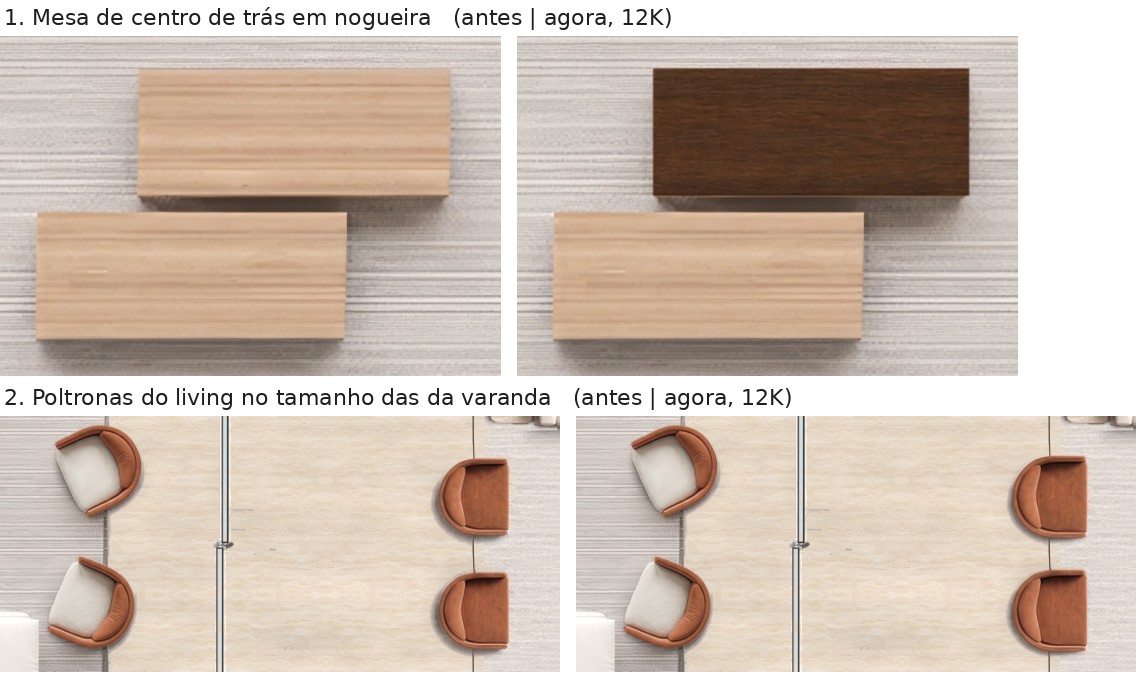 1. Mesa de centro de trás em nogueira   (antes | agora, 12K)
2. Poltronas do living no tamanho das da varanda   (antes | agora, 12K)